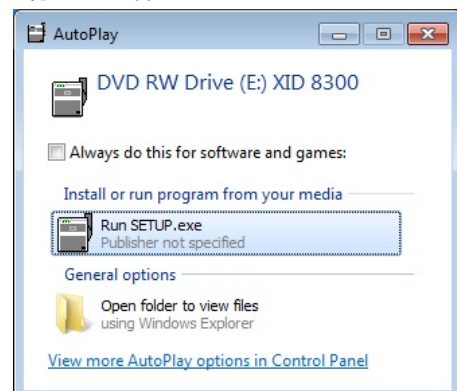 AutoPlay
DVD RW Drive (E:) XID 8300
Always do this for software and games:
Install or run program from your media
Run SETUP.exe
Publisher not specified
General options
Open folder to view files
using Windows Explorer
View more AutoPlay options in Control Panel